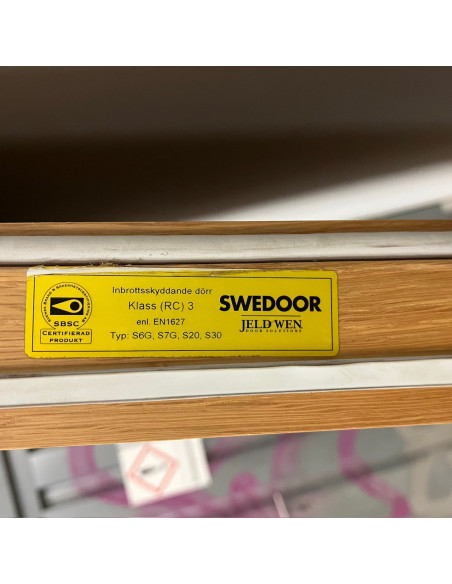 SBSC
CERTIFIERAD
PRODUKT
Inbrottsskyddande dörr
Klass (RC) 3
enl. EN1627
Typ: S6G, S7G, S20, S30
SWEDOOR
JELD WEN
DOOR SOLUTIONS